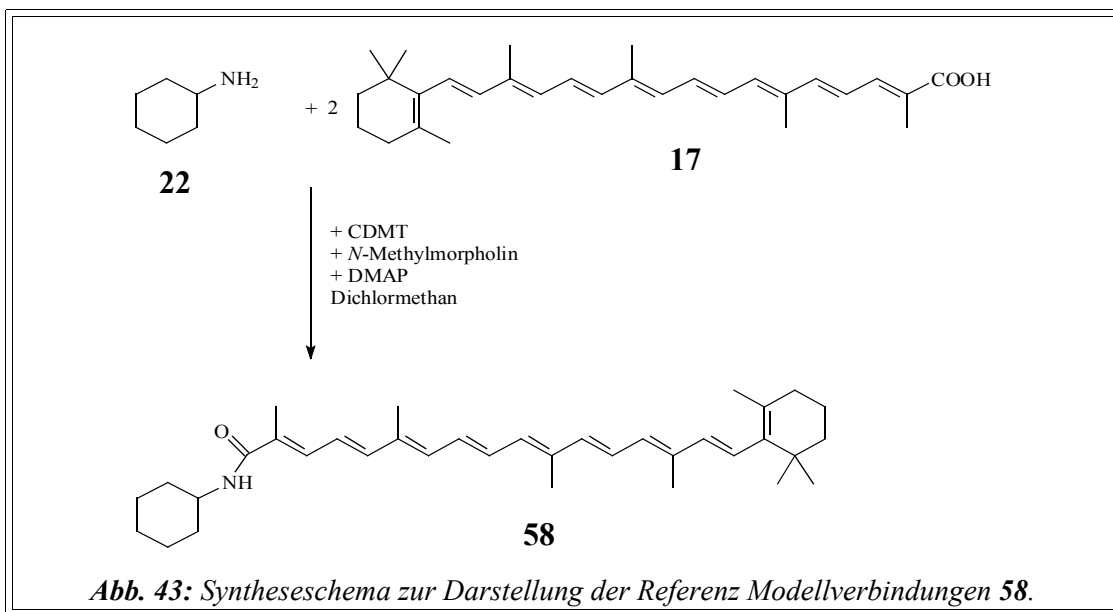 NH₂
+ 2
COOH
22
17
+ CDMT
+ N-Methylmorpholin
+ DMAP
Dichlormethan
O
NH
58
Abb. 43: Syntheseschema zur Darstellung der Referenz Modellverbindungen 58.